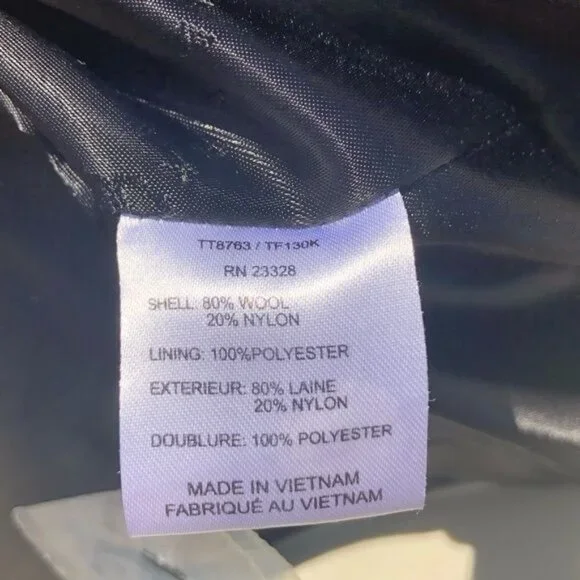 TT8763 / TF130K
RN 23328
SHELL: 80% WOOL
20% NYLON
LINING: 100%POLYESTER
EXTERIEUR: 80% LAINE
20% NYLON
DOUBLURE: 100% POLYESTER
MADE IN VIETNAM
FABRIQUÉ AU VIETNAM